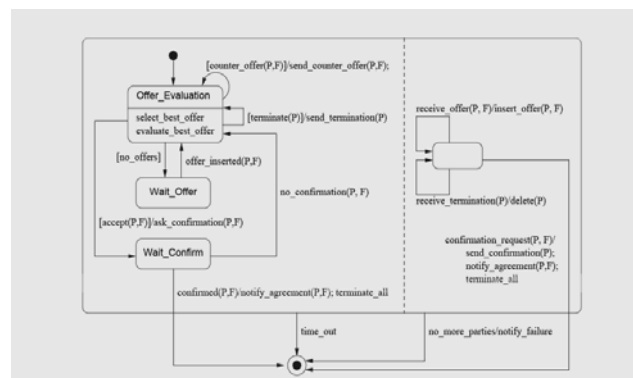 [counter_offer(P,F)]/send_counter_offer(P,F);
Offer_Evaluation
select_best_offer
evaluate_best_offer
[terminate(P)]/send_termination(P)
[no_offers]
offer_inserted(P,F)
Wait_Offer
no_confirmation(P, F)
[accept(P,F)]/ask_confirmation(P,F)
Wait_Confirm
confirmed(P,F)/notify_agreement(P,F); terminate_all
receive_offer(P, F)/insert_offer(P, F)
receive_termination(P)/delete(P)
confirmation_request(P, F)/
send_confirmation(P);
notify_agreement(P,F);
terminate_all
time_out
no_more_parties/notify_failure